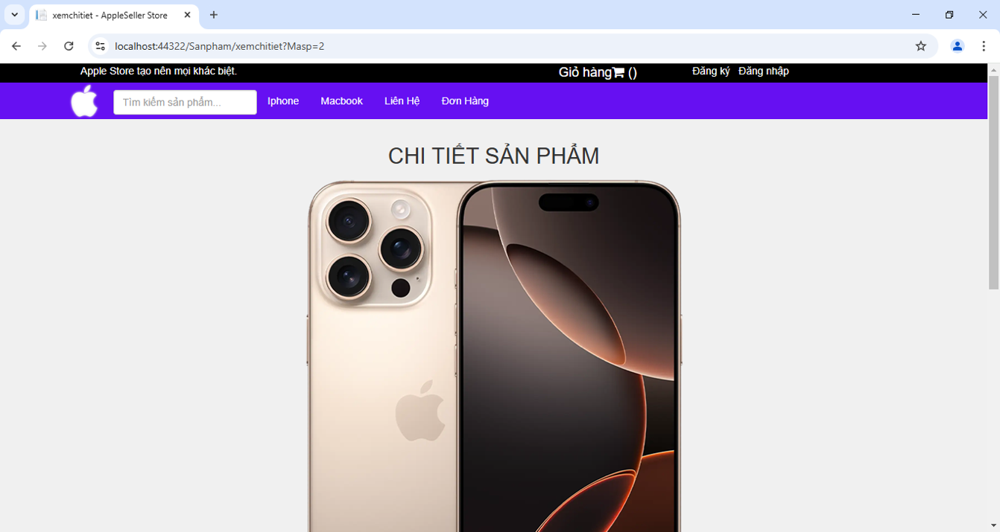 xemchitiet - AppleSeller Store
localhost:44322/Sanpham/xemchitiet?Masp=2
Apple Store tạo nên mọi khác biệt.
Giỏ hàng ()
Đăng ký Đăng nhập
Tìm kiếm sản phẩm...
Iphone Macbook Liên Hệ Đơn Hàng
CHI TIẾT SẢN PHẨM